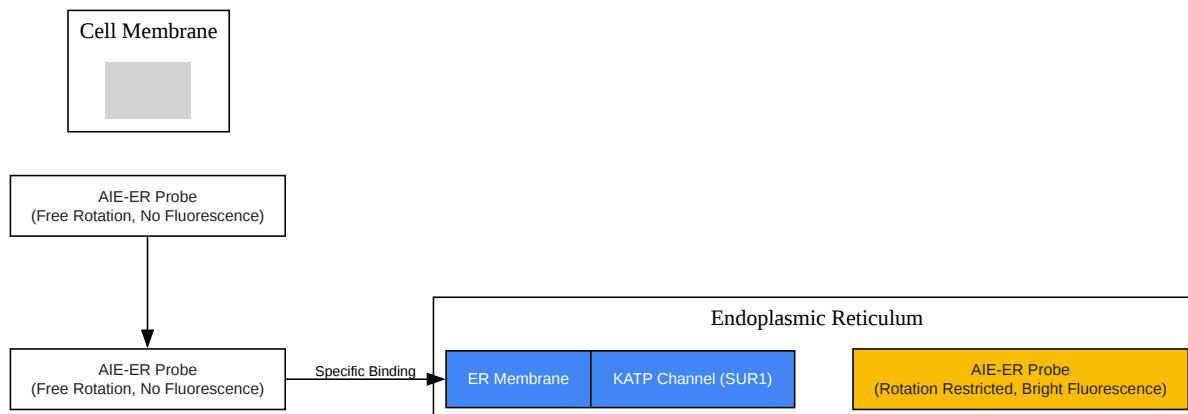 Cell Membrane
AIE-ER Probe
(Free Rotation, No Fluorescence)
AIE-ER Probe
(Free Rotation, No Fluorescence)
Specific Binding
Endoplasmic Reticulum
ER Membrane
KATP Channel (SUR1)
AIE-ER Probe
(Rotation Restricted, Bright Fluorescence)